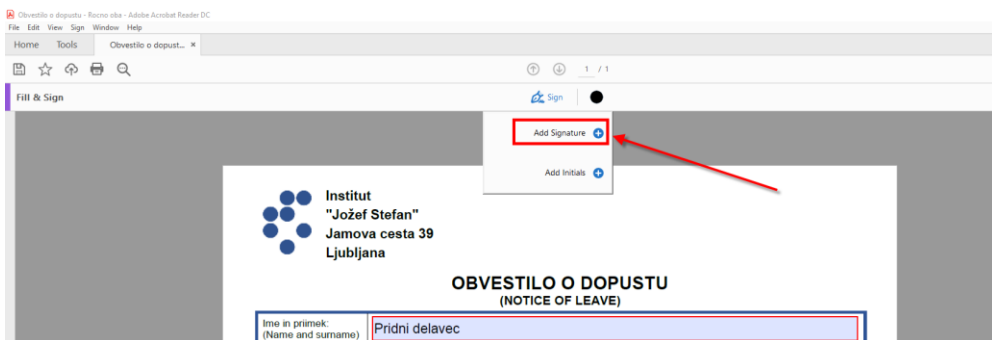 Obvestilo o dopustu - Rocno oba - Adobe Acrobat Reader DC
File Edit View Sign Window Help
Home Tools Obvestilo o dopust... ×
1 / 1
Fill & Sign Sign
Add Signature
Add Initials
Institut
"Jožef Stefan"
Jamova cesta 39
Ljubljana
OBVESTILO O DOPUSTU
(NOTICE OF LEAVE)
Ime in priimek:
(Name and surname)
Pridni delavec